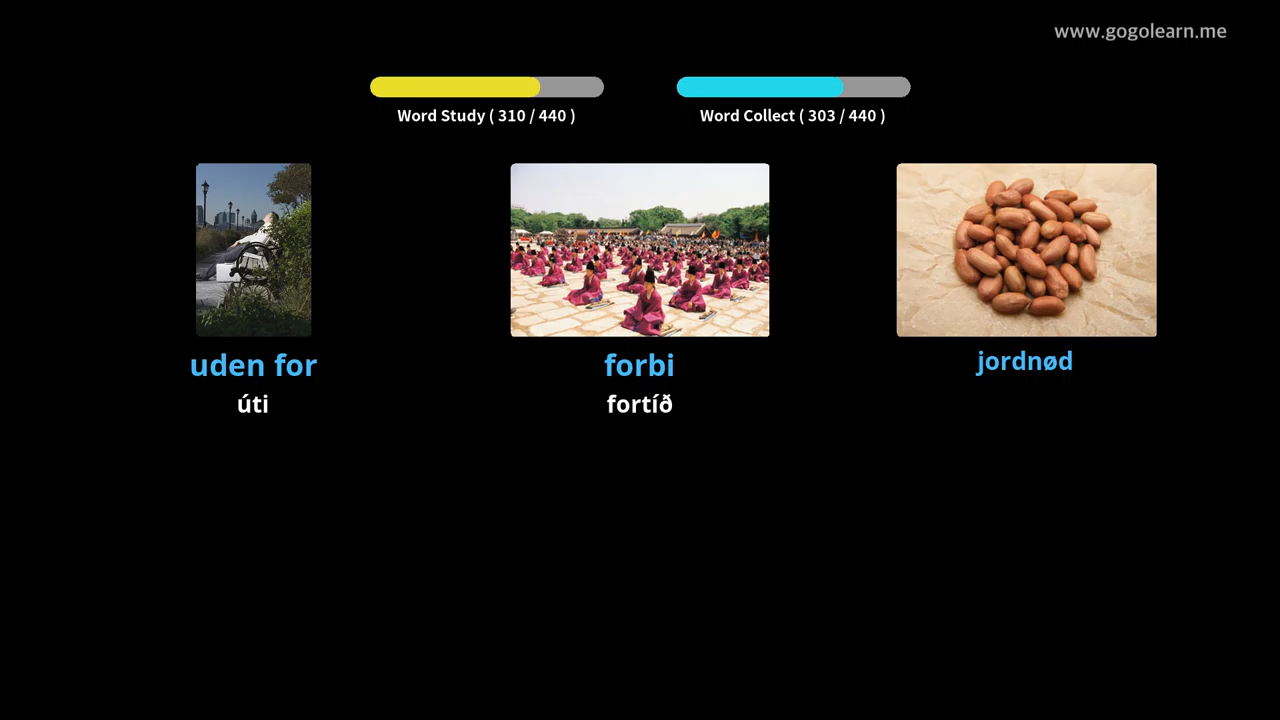 www.gogolearn.me
Word Study ( 310 / 440 )
Word Collect ( 303 / 440 )
uden for
forbi
jordnød
úti
fortíð